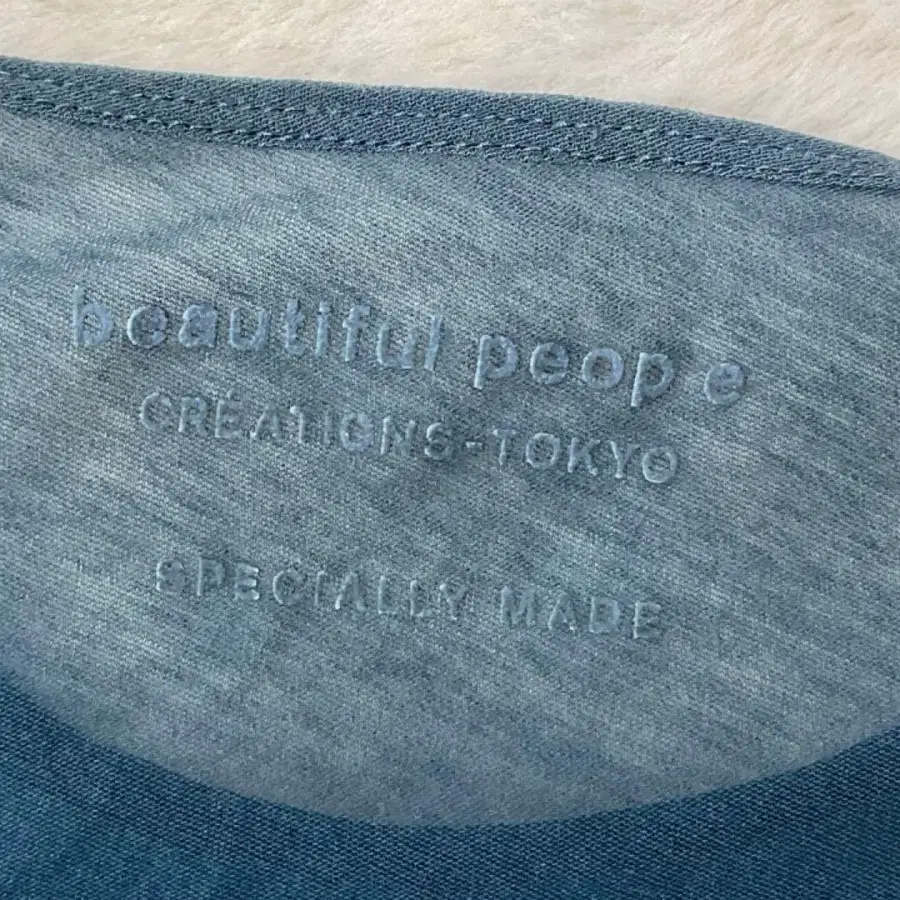 beautiful peop e
CRÉATIONS-TOKYO
SPECIALLY MADE